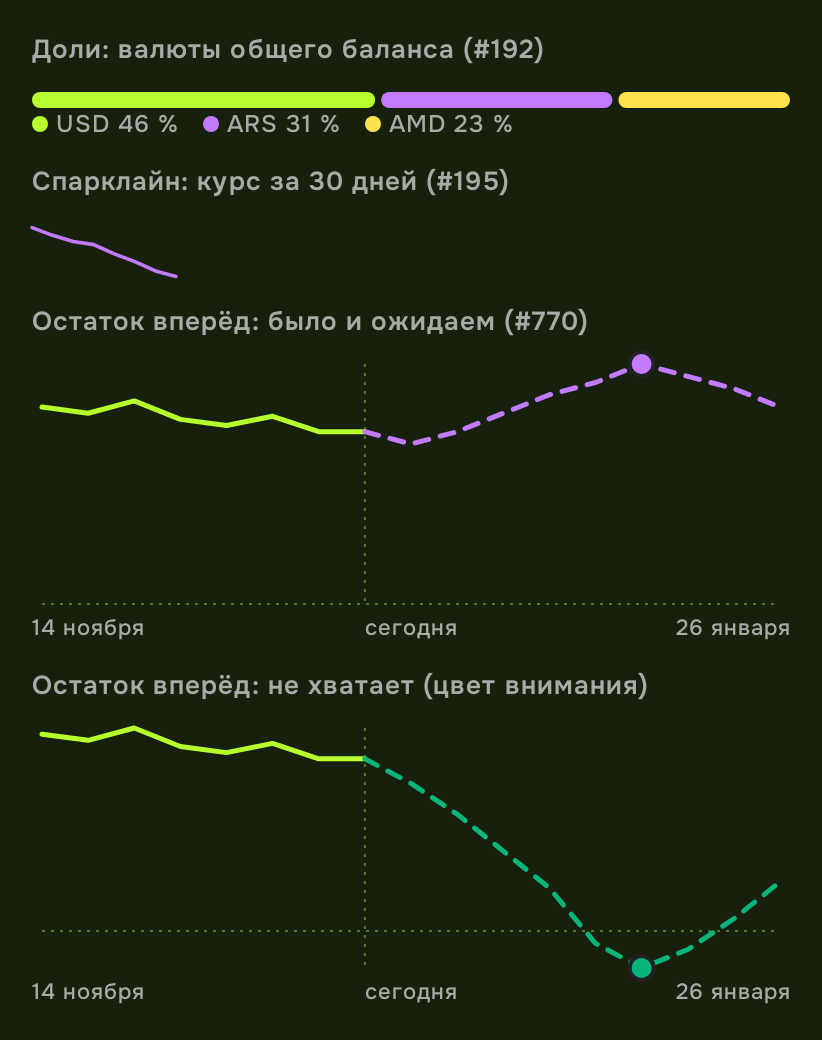 Доли: валюты общего баланса (#192)
USD 46 % ARS 31 % AMD 23 %
Спарклайн: курс за 30 дней (#195)
Остаток вперёд: было и ожидаем (#770)
14 ноября сегодня 26 января
Остаток вперёд: не хватает (цвет внимания)
14 ноября сегодня 26 января